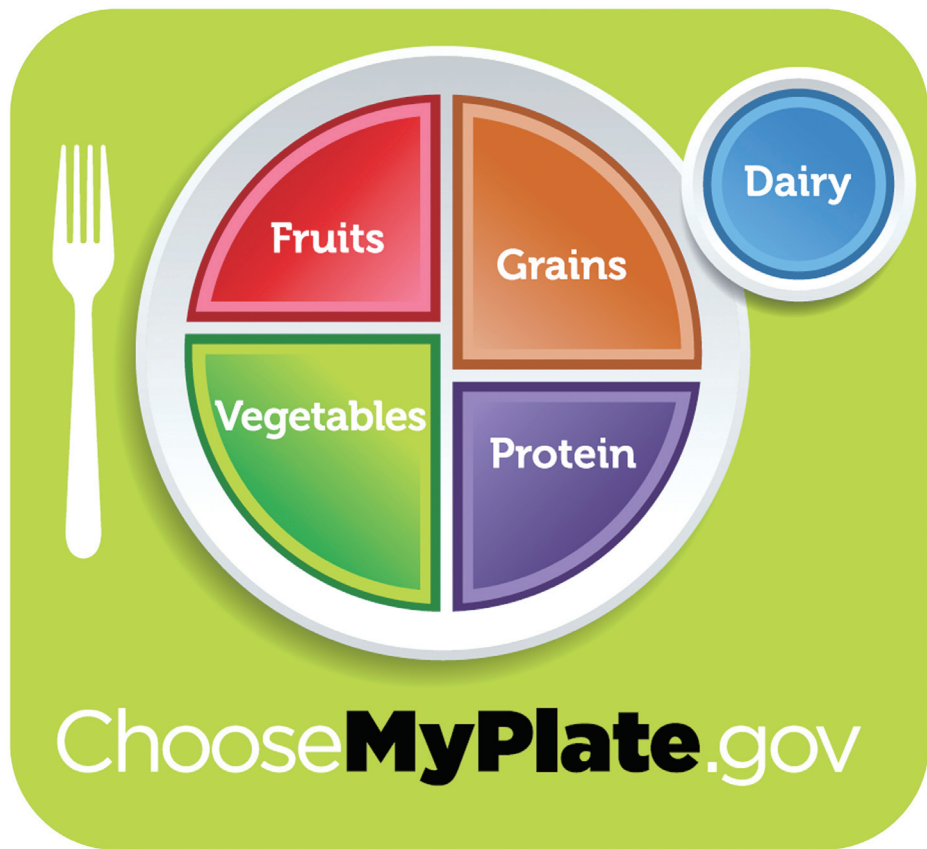 Dairy
Fruits
Grains
Vegetables
Protein
ChooseMyPlate.gov